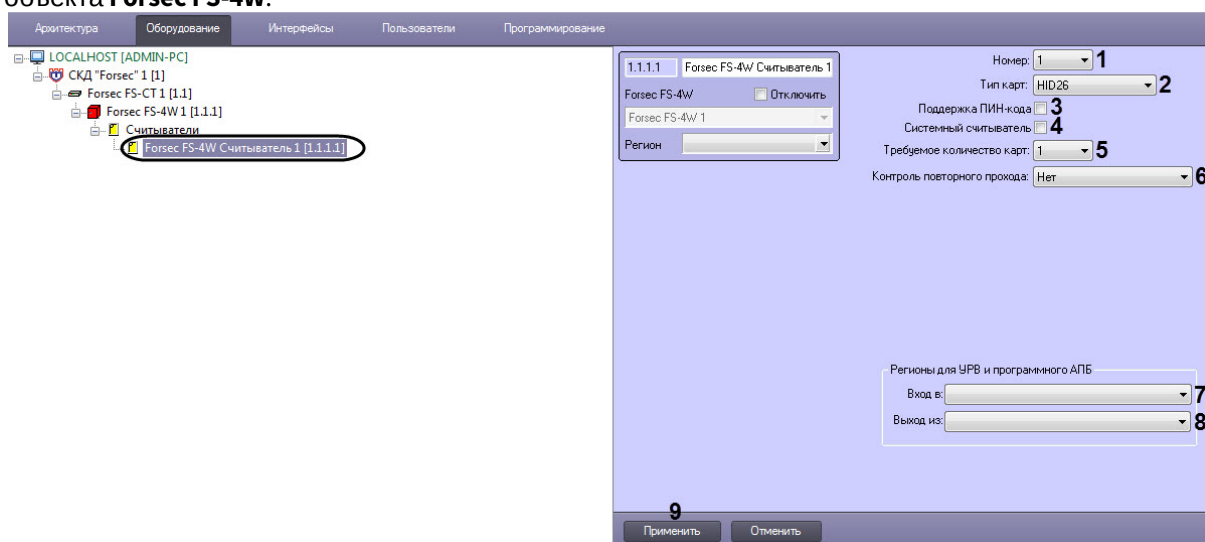 объекта Forsec FS-4W.
Архитектура Оборудование Интерфейсы Пользователи Программирование
LOCALHOST [ADMIN-PC]
СКД "Forsec" 1 [1]
Forsec FS-CT 1 [1.1]
Forsec FS-4W 1 [1.1.1]
Считыватели
Forsec FS-4W Считыватель 1 [1.1.1.1]
1.1.1.1 Forsec FS-4W Считыватель 1
Forsec FS-4W Отключить
Forsec FS-4W 1
Регион
Номер: 1 1
Тип карт: HID26 2
Поддержка ПИН-кода 3
Системный считыватель 4
Требуемое количество карт: 1 5
Контроль повторного прохода: Нет 6
Регионы для УРВ и программного АПБ
Вход в: 7
Выход из: 8
9
Применить Отменить